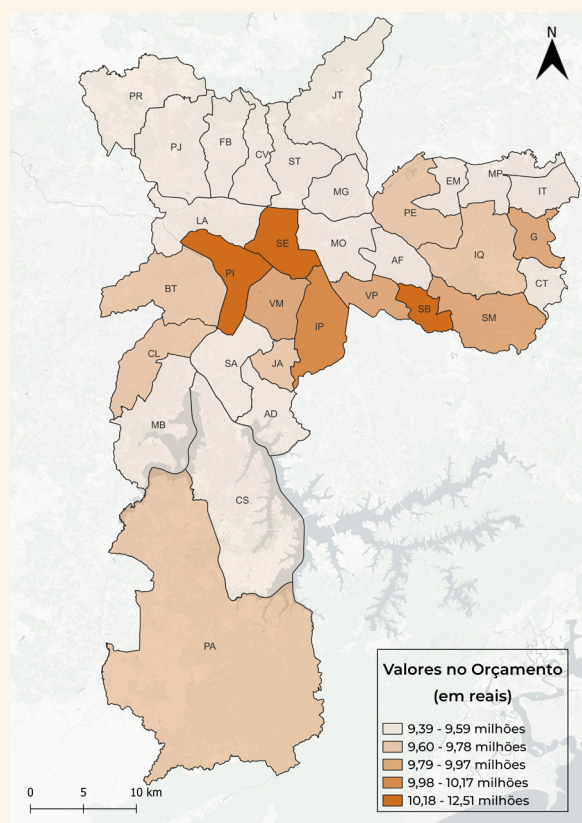 N
JT
PR
FB
PJ
CV
ST
EM
MP
IT
MG
PE
LA
G
SE
MO
IQ
AF
PI
CT
BT
VM
VP
SB
SM
IP
CL
SA
JA
AD
MB
CS
PA
Valores no Orçamento
(em reais)
9,39 - 9,59 milhões
9,60 - 9,78 milhões
9,79 - 9,97 milhões
9,98 - 10,17 milhões
10,18 - 12,51 milhões
0 5 10 km